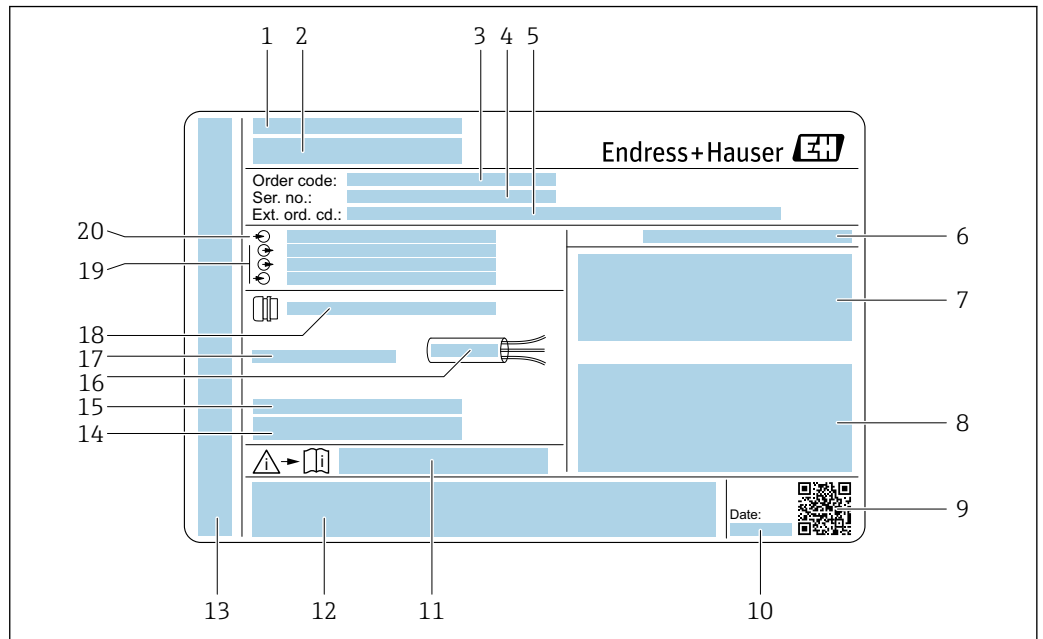 1 2 3 4 5
Endress+Hauser EH
Order code:
Ser. no.:
Ext. ord. cd.:
20
6
19
7
i
18
17
16
15
8
14
i i
9
Date:
13 12 11 10